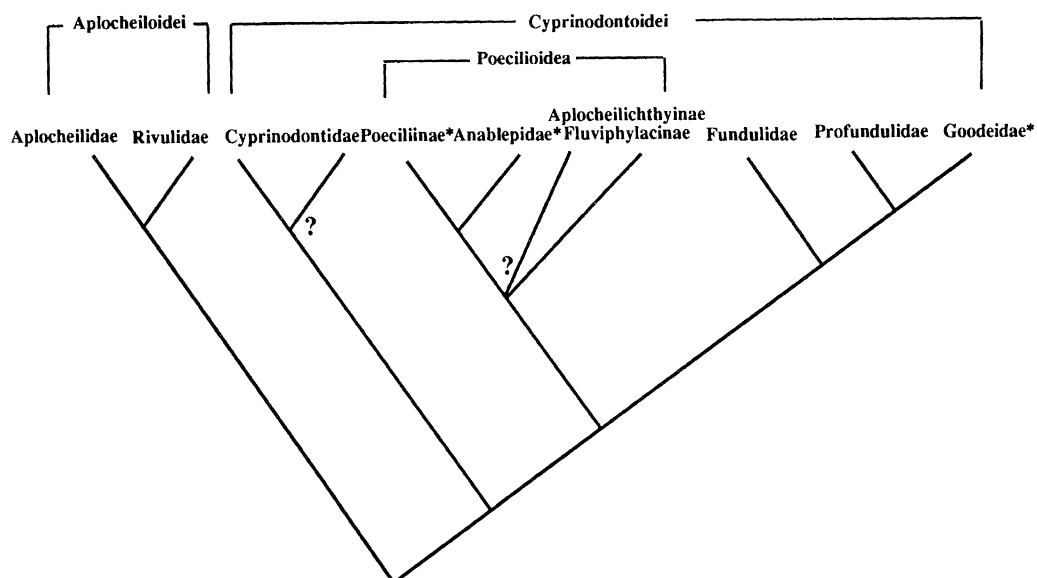 Aplocheiloidei
Cyprinodontoidei
Poecilioidea
Aplocheilichthyinae
Aplocheilidae Rivulidae Cyprinodontidae Poeciliinae* Anablepidae* Fluviphylacinae Fundulidae Profundulidae Goodeidae*
?
?